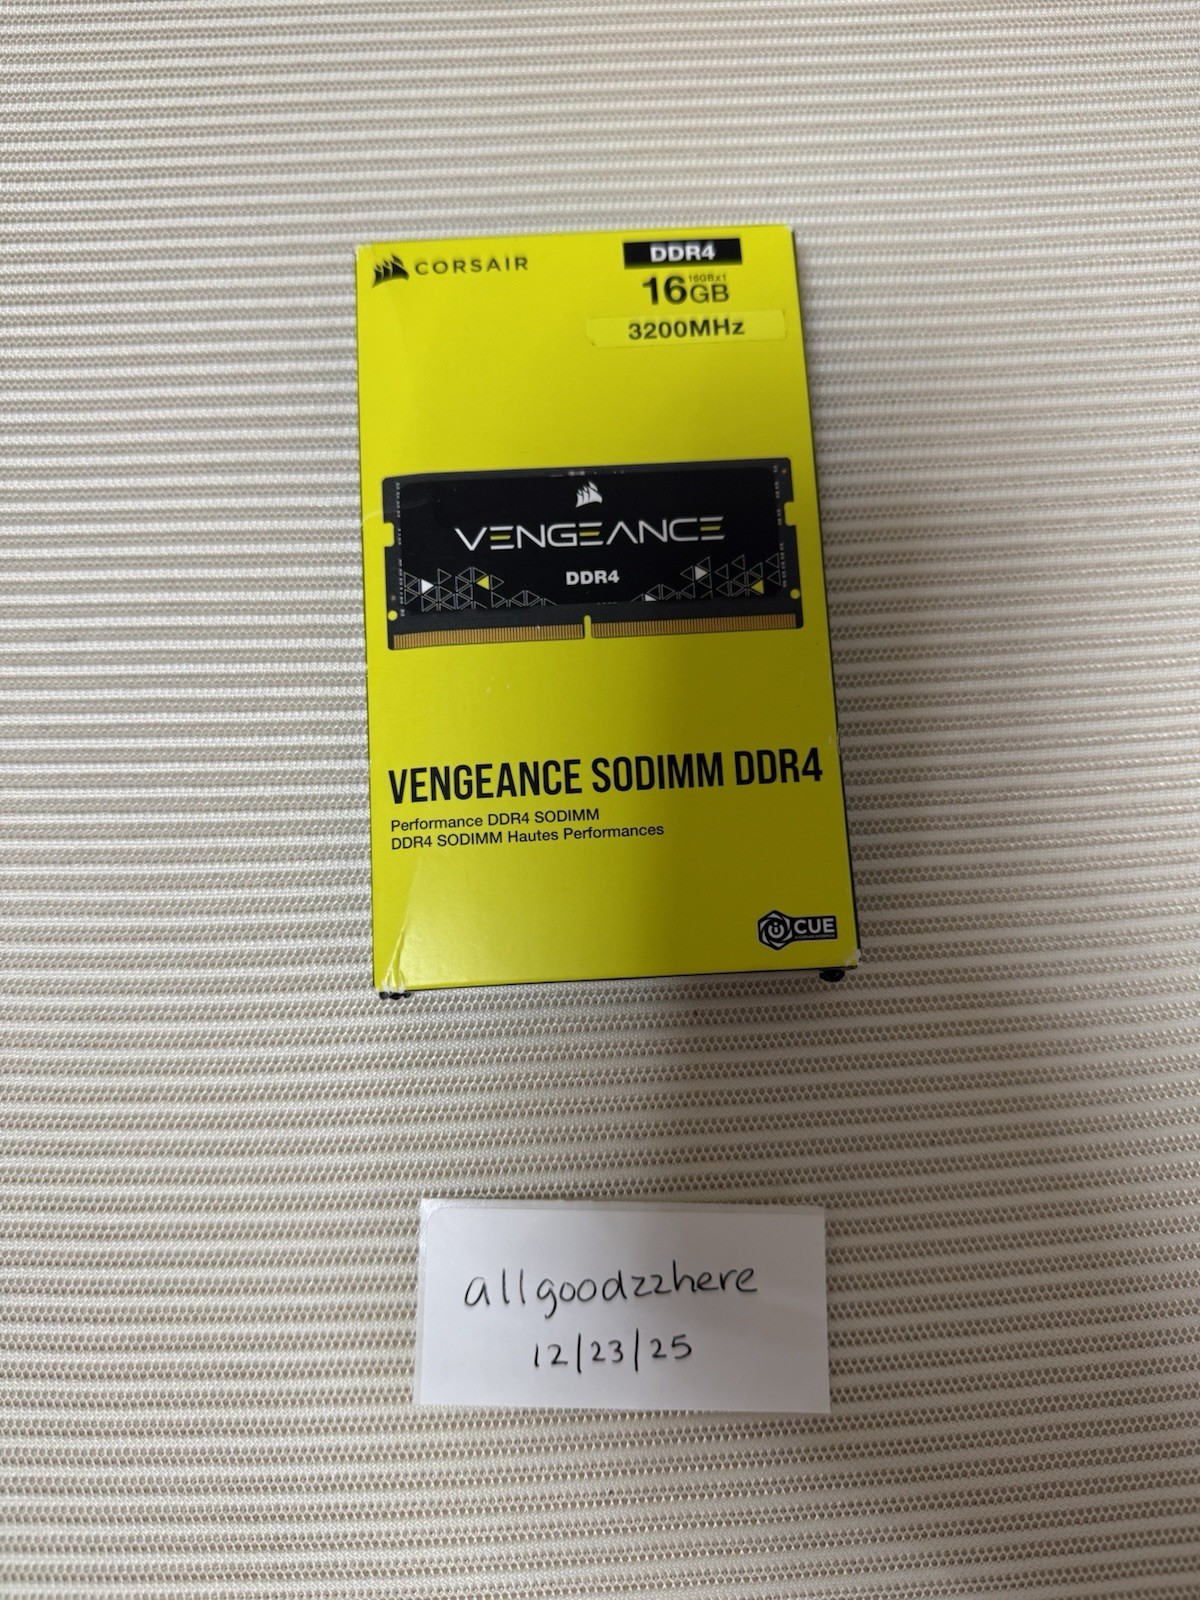 CORSAIR
DDR4
16GBx1
16GB
3200MHz
VENGEANCE
DDR4
VENGEANCE SODIMM DDR4
Performance DDR4 SODIMM
DDR4 SODIMM Hautes Performances
iCUE
allgoodzzhere
12/23/25